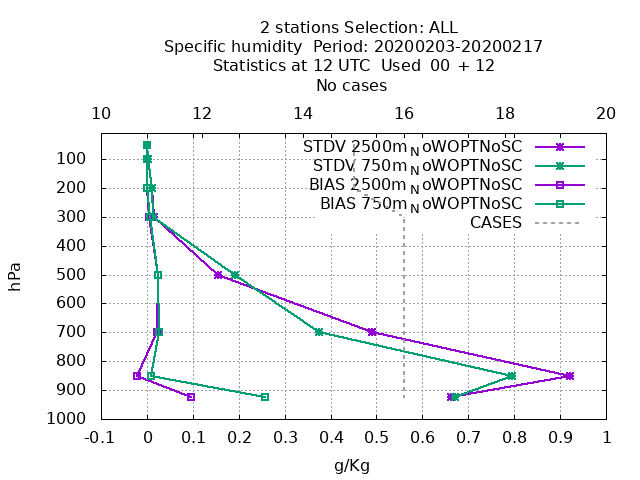 2 stations Selection: ALL
Specific humidity  Period: 20200203-20200217
Statistics at 12 UTC  Used  00 + 12
No cases
10 12 14 16 18 20
STDV 2500m_NoWOPTNoSC
STDV 750m_NoWOPTNoSC
BIAS 2500m_NoWOPTNoSC
BIAS 750m_NoWOPTNoSC
CASES
hPa
100
200
300
400
500
600
700
800
900
1000
-0.1 0 0.1 0.2 0.3 0.4 0.5 0.6 0.7 0.8 0.9 1
g/Kg